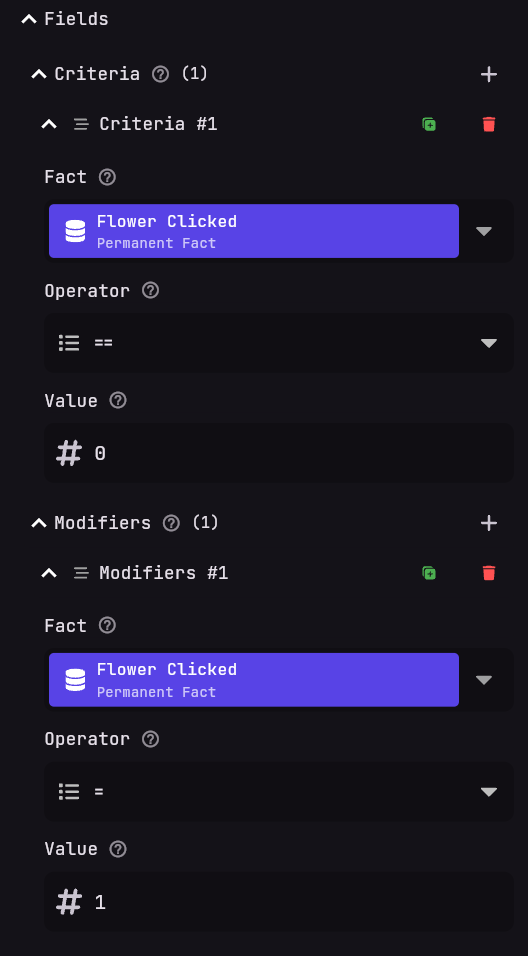 Fields
Criteria ? (1) +
Criteria #1
Fact ?
Flower Clicked
Permanent Fact
Operator ?
==
Value ?
# 0
Modifiers ? (1) +
Modifiers #1
Fact ?
Flower Clicked
Permanent Fact
Operator ?
=
Value ?
# 1